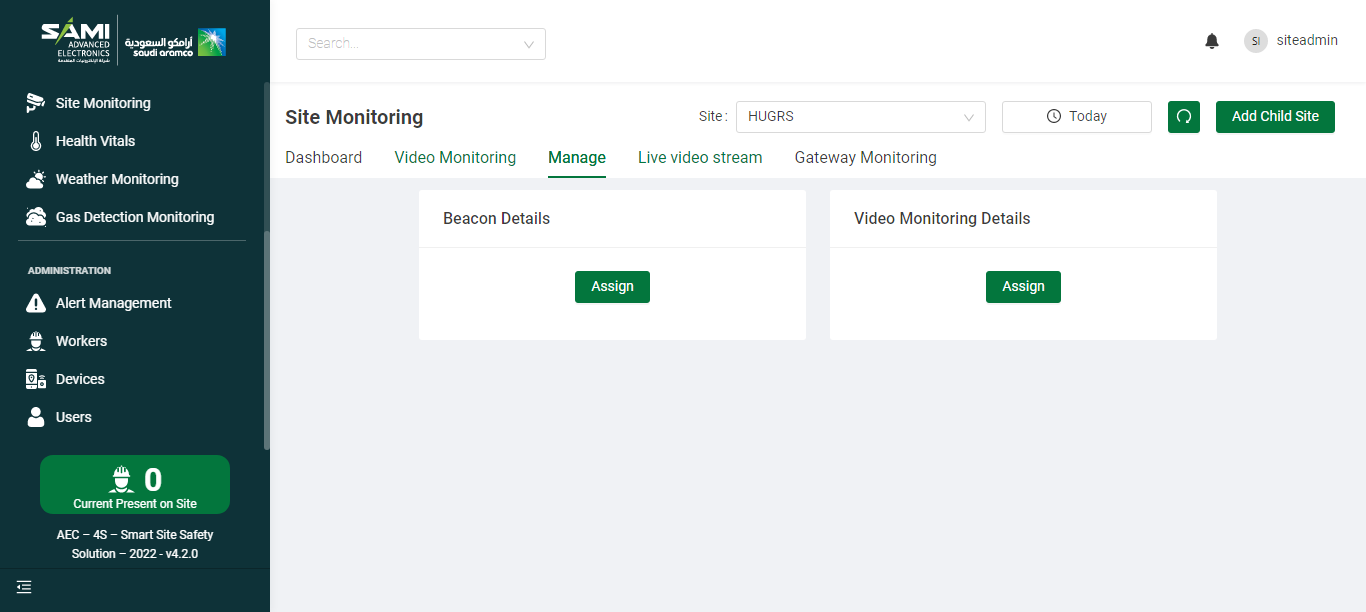 SAMI
ADVANCED
ELECTRONICS
شركة الإلكترونيات المتقدمة
أرامكو السعودية
saudi aramco
Search...
SI
siteadmin
Site Monitoring
Health Vitals
Weather Monitoring
Gas Detection Monitoring
ADMINISTRATION
Alert Management
Workers
Devices
Users
0
Current Present on Site
AEC – 4S – Smart Site Safety
Solution – 2022 - v4.2.0
Site Monitoring
Site :
HUGRS
Today
Add Child Site
Dashboard
Video Monitoring
Manage
Live video stream
Gateway Monitoring
Beacon Details
Assign
Video Monitoring Details
Assign